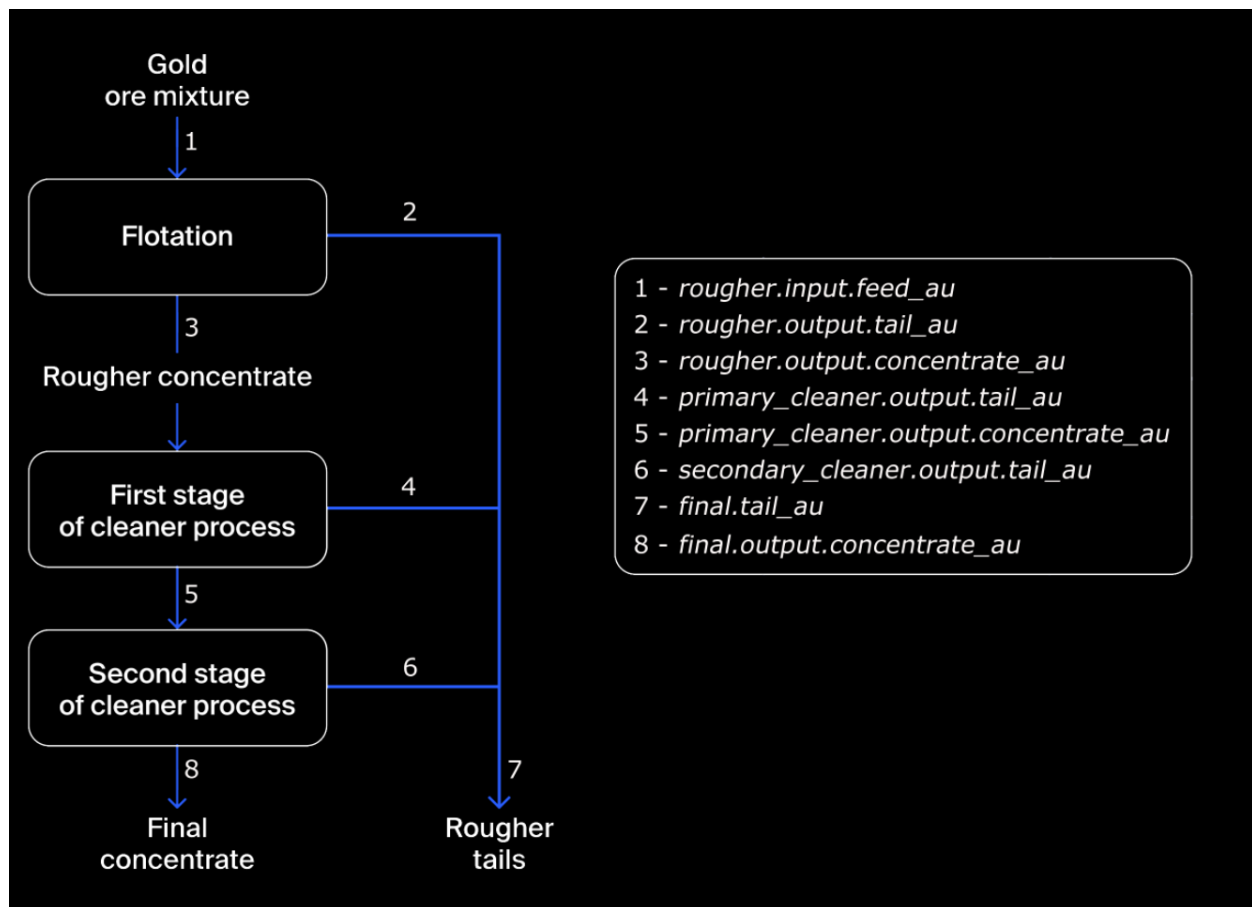 Gold
ore mixture
1
Flotation
2
3
Rougher concentrate
First stage
of cleaner process
4
5
Second stage
of cleaner process
6
8
7
Final
concentrate
Rougher
tails
1 - rougher.input.feed_au
2 - rougher.output.tail_au
3 - rougher.output.concentrate_au
4 - primary_cleaner.output.tail_au
5 - primary_cleaner.output.concentrate_au
6 - secondary_cleaner.output.tail_au
7 - final.tail_au
8 - final.output.concentrate_au